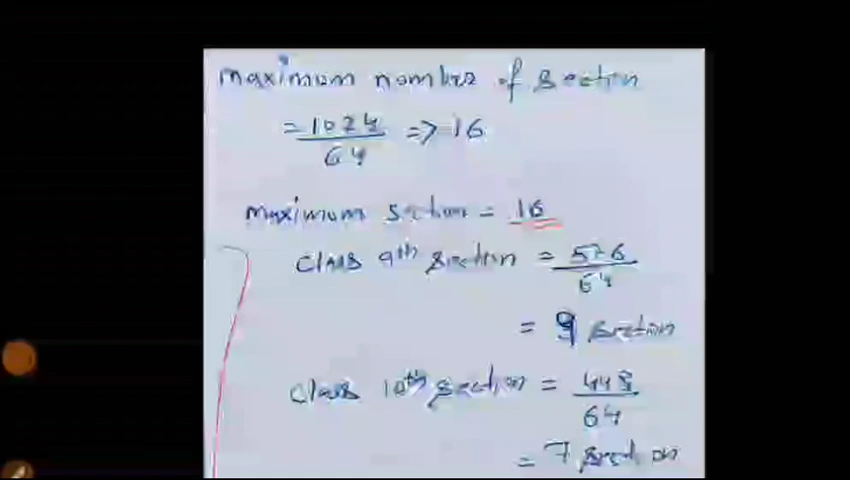 maximum number of section
= 1024/64 => 16
maximum section = 16
class 9th section = 576/64
= 9 section
class 10th section = 448/64
= 7 section